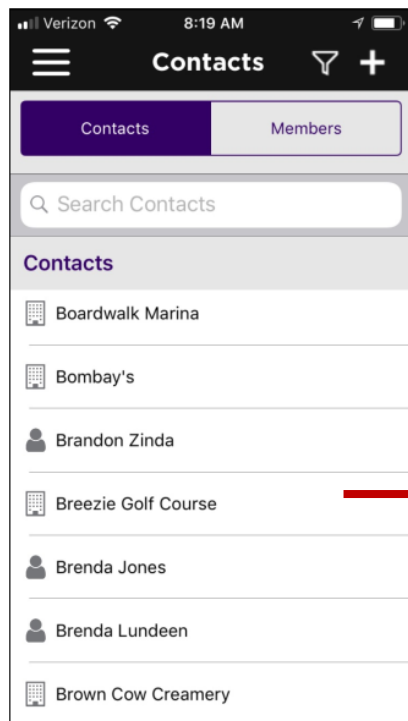 Verizon 8:19 AM
Contacts
Contacts Members
Search Contacts
Contacts
Boardwalk Marina
Bombay's
Brandon Zinda
Breezie Golf Course
Brenda Jones
Brenda Lundeen
Brown Cow Creamery